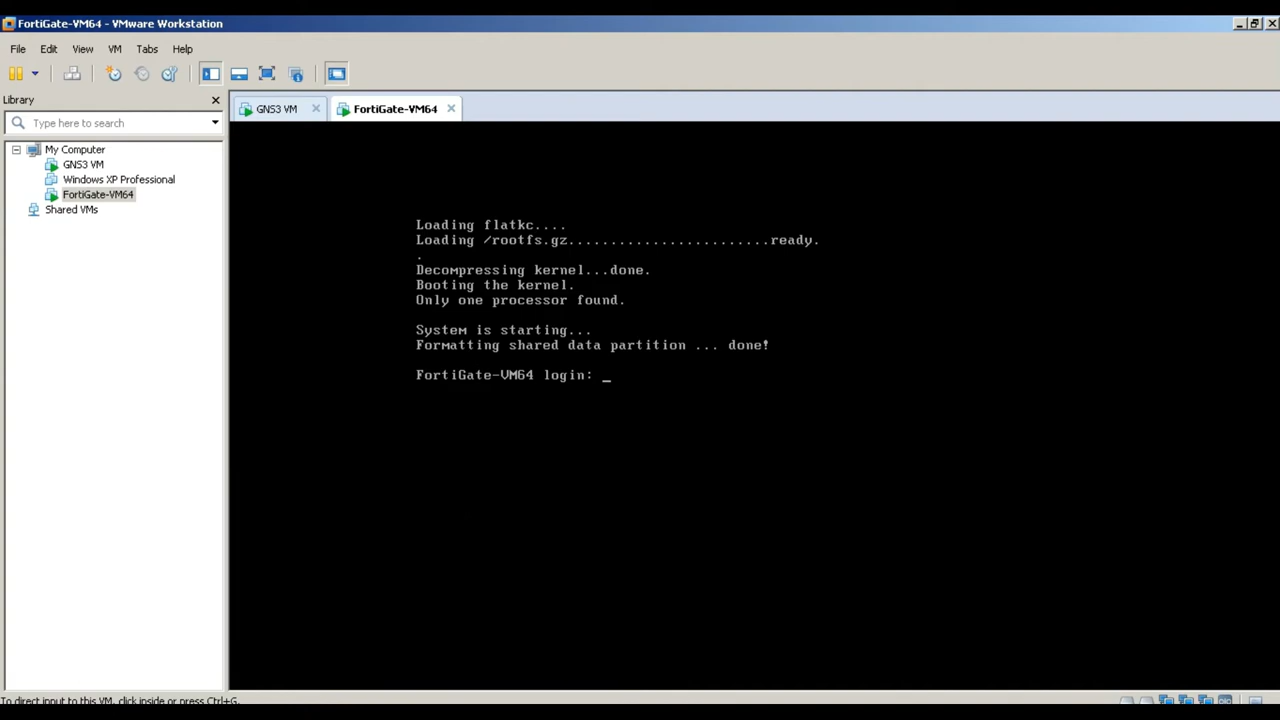 FortiGate-VM64 - VMware Workstation
File Edit View VM Tabs Help
Library
Type here to search
My Computer
GNS3 VM
Windows XP Professional
FortiGate-VM64
Shared VMs
GNS3 VM
FortiGate-VM64
Loading flatkc....
Loading /rootfs.gz........................ready.
.
Decompressing kernel...done.
Booting the kernel.
Only one processor found.
System is starting...
Formatting shared data partition ... done!
FortiGate-VM64 login: _
To direct input to this VM, click inside or press Ctrl+G.